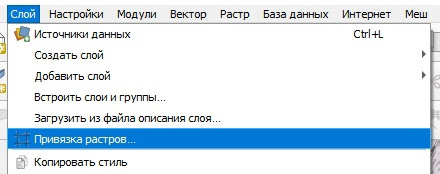 Слой Настройки Модули Вектор Растр База данных Интернет Меш
Источники данных Ctrl+L
Создать слой
Добавить слой
Встроить слои и группы...
Загрузить из файла описания слоя...
Привязка растров...
Копировать стиль